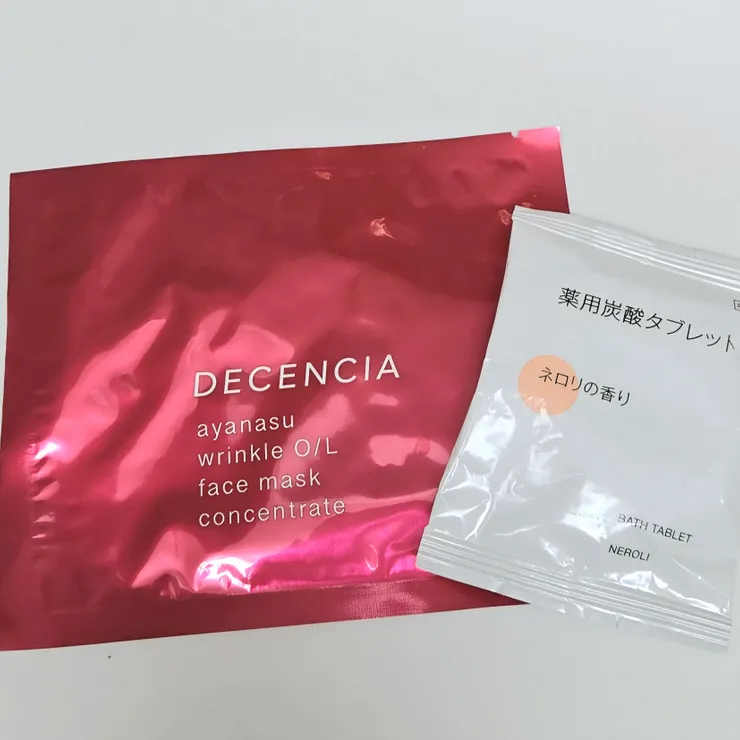 DECENCIA
ayanasu
wrinkle O/L
face mask
concentrate
薬用炭酸タブレット
ネロリの香り
BATH TABLET
NEROLI